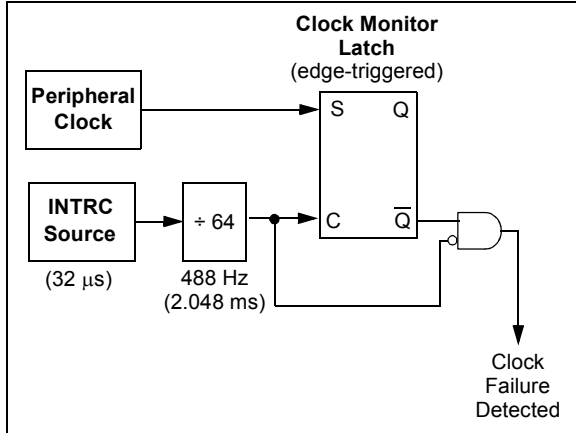 Clock Monitor
Latch
(edge-triggered)
Peripheral
Clock
S Q
INTRC
Source
÷ 64
C Q̅
(32 μs)
488 Hz
(2.048 ms)
Clock
Failure
Detected